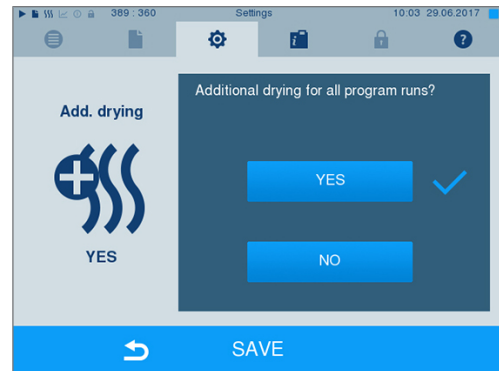 389 : 360 Settings 10:03 29.06.2017
Additional drying for all program runs?
Add. drying
YES
YES
NO
SAVE